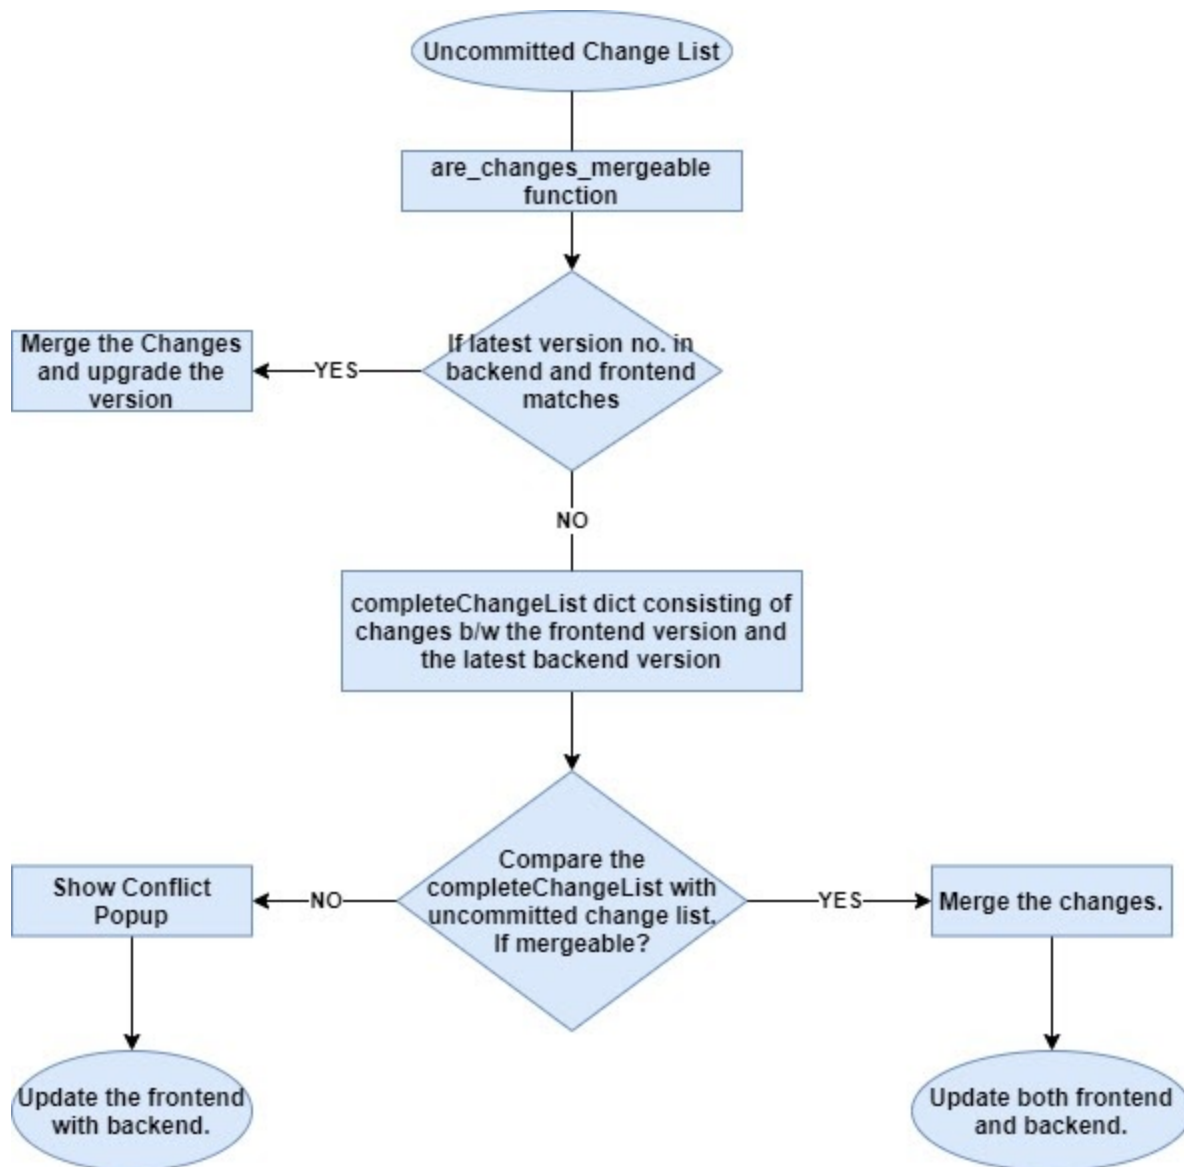 Uncommitted Change List
are_changes_mergeable
function
If latest version no. in
backend and frontend
matches
YES
Merge the Changes
and upgrade the
version
NO
completeChangeList dict consisting of
changes b/w the frontend version and
the latest backend version
Compare the
completeChangeList with
uncommitted change list.
If mergeable?
NO
Show Conflict
Popup
YES
Merge the changes.
Update the frontend
with backend.
Update both frontend
and backend.